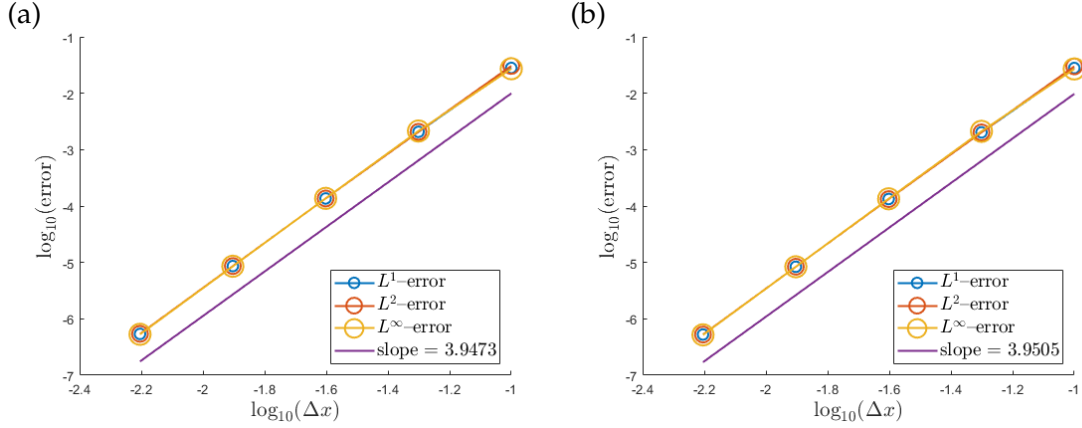 (a)
(b)
-1
-2
-3
-4
-5
-6
-7
log₁₀(error)
-2.4
-2.2
-2
-1.8
-1.6
-1.4
-1.2
-1
log₁₀(Δx)
L¹–error
L²–error
L∞–error
slope = 3.9473
-1
-2
-3
-4
-5
-6
-7
log₁₀(error)
-2.4
-2.2
-2
-1.8
-1.6
-1.4
-1.2
-1
log₁₀(Δx)
L¹–error
L²–error
L∞–error
slope = 3.9505